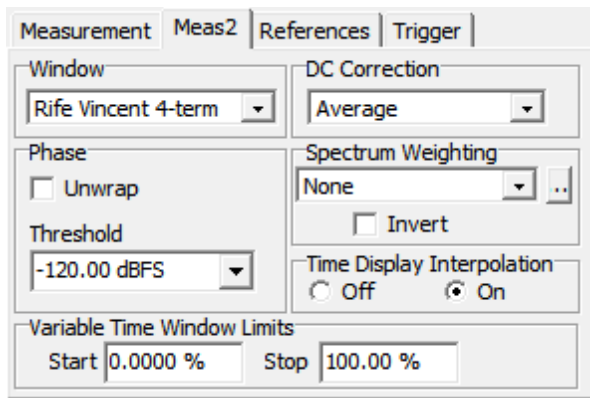 Measurement Meas2 References Trigger
Window
Rife Vincent 4-term
DC Correction
Average
Phase
Unwrap
Threshold
-120.00 dBFS
Spectrum Weighting
None ..
Invert
Time Display Interpolation
Off On
Variable Time Window Limits
Start 0.0000 % Stop 100.00 %